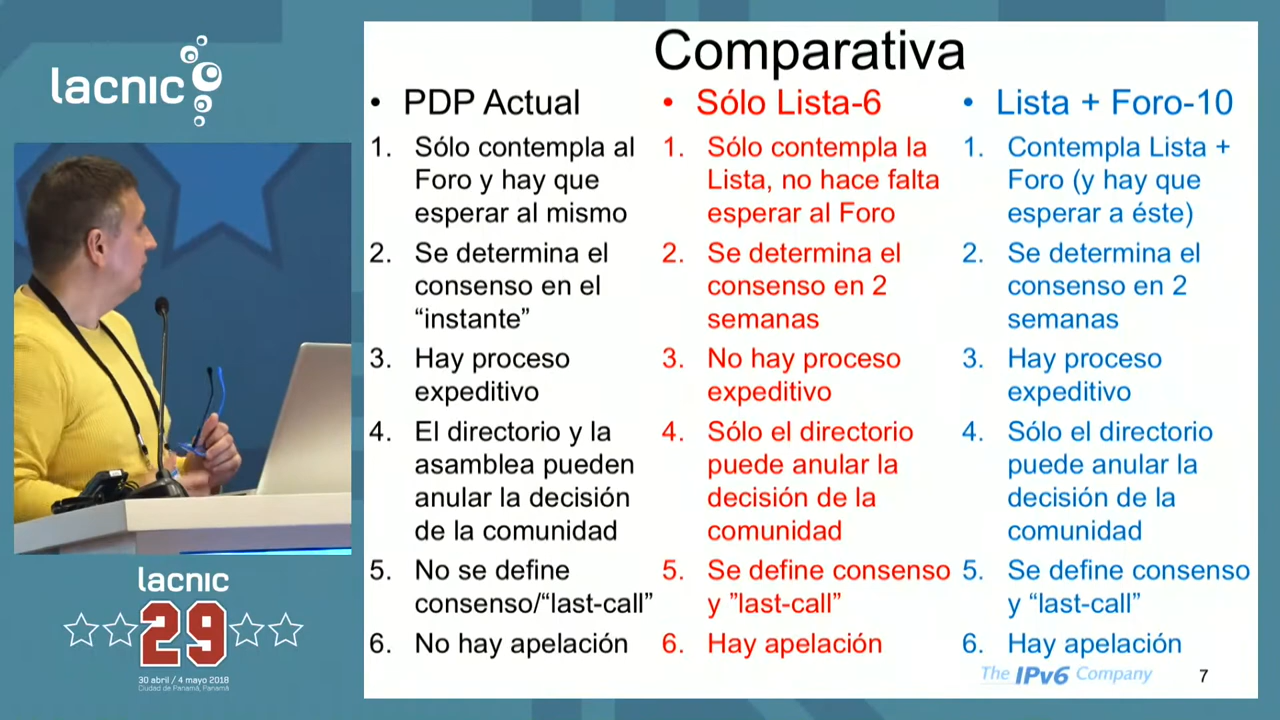 lacnic
lacnic
29
30 abril / 4 mayo 2018
Ciudad de Panamá, Panamá
Comparativa
• PDP Actual
1. Sólo contempla al
Foro y hay que
esperar al mismo
2. Se determina el
consenso en el
“instante”
3. Hay proceso
expeditivo
4. El directorio y la
asamblea pueden
anular la decisión
de la comunidad
5. No se define
consenso/“last-call”
6. No hay apelación
• Sólo Lista-6
1. Sólo contempla la
Lista, no hace falta
esperar al Foro
2. Se determina el
consenso en 2
semanas
3. No hay proceso
expeditivo
4. Sólo el directorio
puede anular la
decisión de la
comunidad
5. Se define consenso
y ”last-call”
6. Hay apelación
• Lista + Foro-10
1. Contempla Lista +
Foro (y hay que
esperar a éste)
2. Se determina el
consenso en 2
semanas
3. Hay proceso
expeditivo
4. Sólo el directorio
puede anular la
decisión de la
comunidad
5. Se define consenso
y “last-call”
6. Hay apelación
The IPv6 Company
7